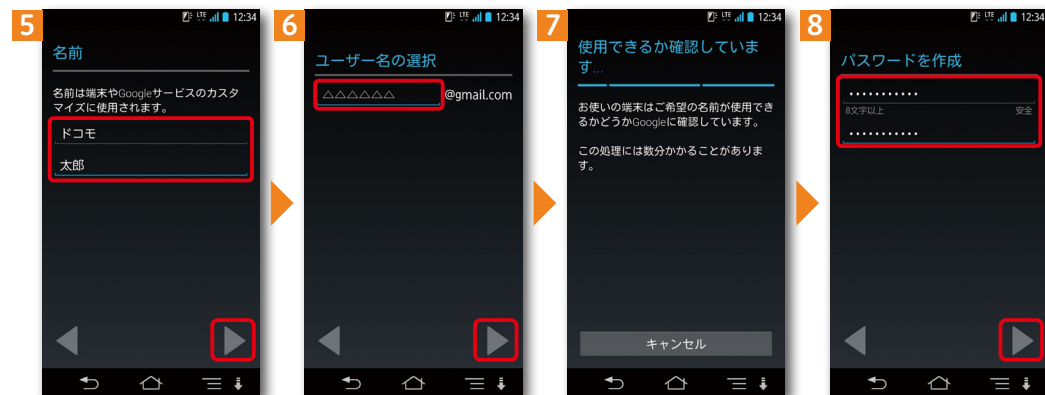 5
LTE 12:34
名前
名前は端末やGoogleサービスのカスタ
マイズに使用されます。
ドコモ
太郎
6
LTE 12:34
ユーザー名の選択
△△△△△△ @gmail.com
7
LTE 12:34
使用できるか確認していま
す...
お使いの端末はご希望の名前が使用でき
るかどうかGoogleに確認しています。
この処理には数分かかることがありま
す。
キャンセル
8
LTE 12:34
パスワードを作成
・・・・・・・・・・・
8文字以上 安全
・・・・・・・・・・・